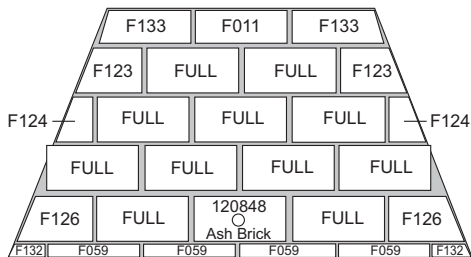 F133 F011 F133
F123 FULL FULL F123
F124 FULL FULL FULL F124
FULL FULL FULL FULL
F126 FULL 120848 Ash Brick FULL F126
F132 F059 F059 F059 F059 F132